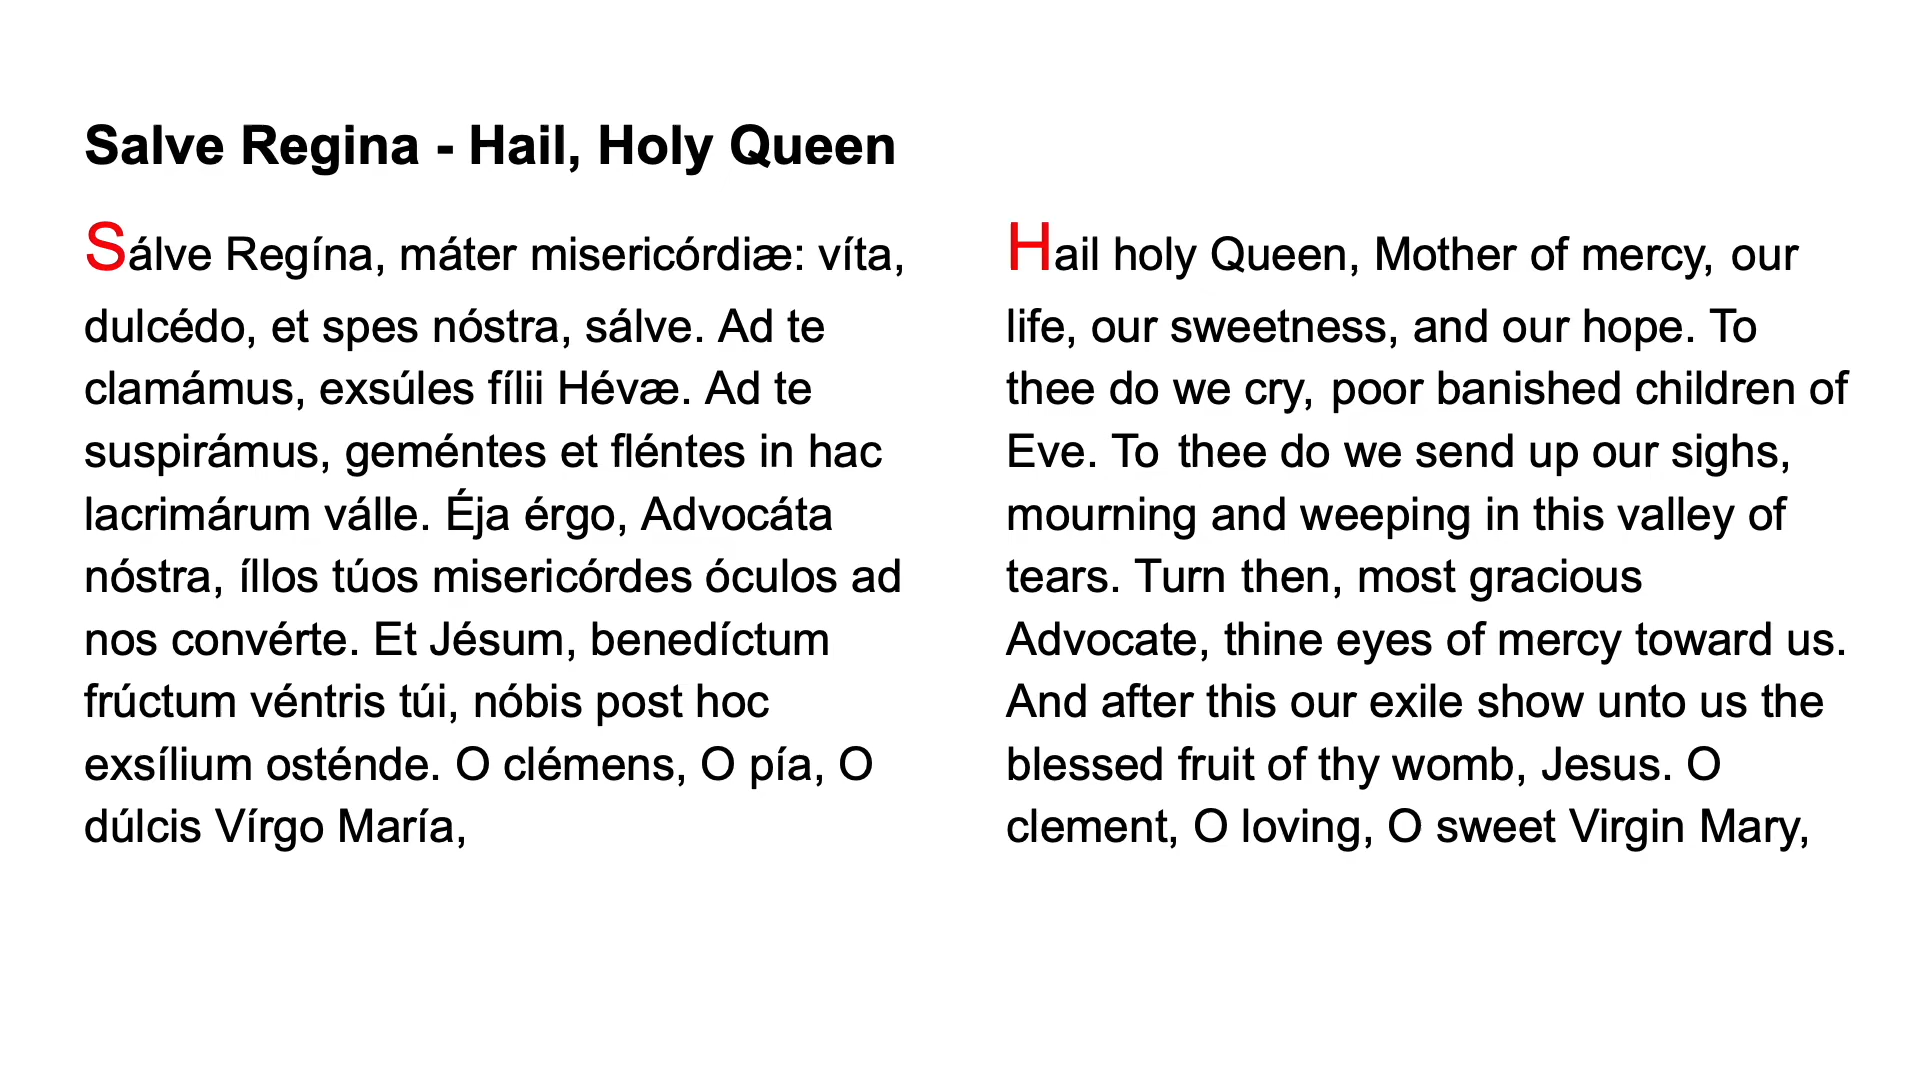 Salve Regina - Hail, Holy Queen
Sálve Regína, máter misericórdiæ: víta,
dulcédo, et spes nóstra, sálve. Ad te
clamámus, exsúles fílii Hévæ. Ad te
suspirámus, geméntes et fléntes in hac
lacrimárum válle. Éja érgo, Advocáta
nóstra, íllos túos misericórdes óculos ad
nos convérte. Et Jésum, benedíctum
frúctum véntris túi, nóbis post hoc
exsílium osténde. O clémens, O pía, O
dúlcis Vírgo María,
Hail holy Queen, Mother of mercy, our
life, our sweetness, and our hope. To
thee do we cry, poor banished children of
Eve. To thee do we send up our sighs,
mourning and weeping in this valley of
tears. Turn then, most gracious
Advocate, thine eyes of mercy toward us.
And after this our exile show unto us the
blessed fruit of thy womb, Jesus. O
clement, O loving, O sweet Virgin Mary,